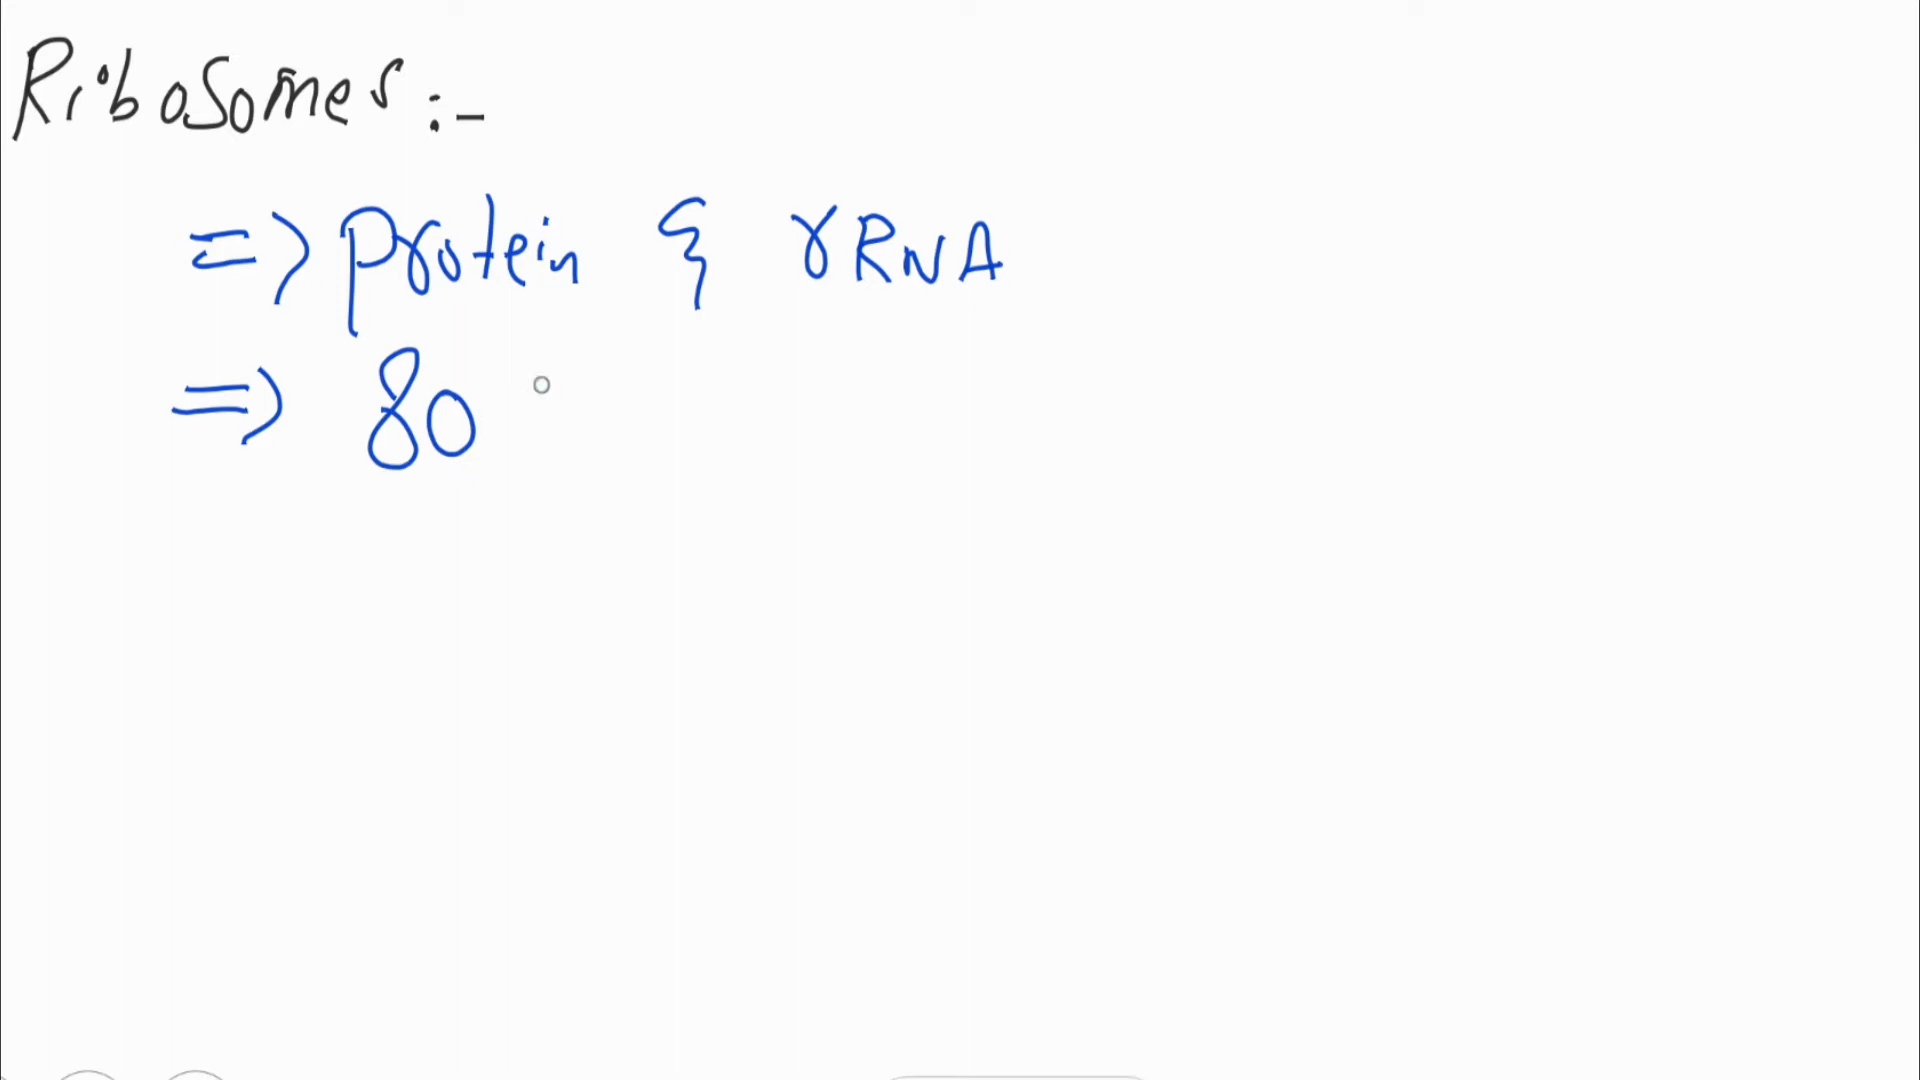 Ribosomes :-
=> Protein & rRNA
=> 80